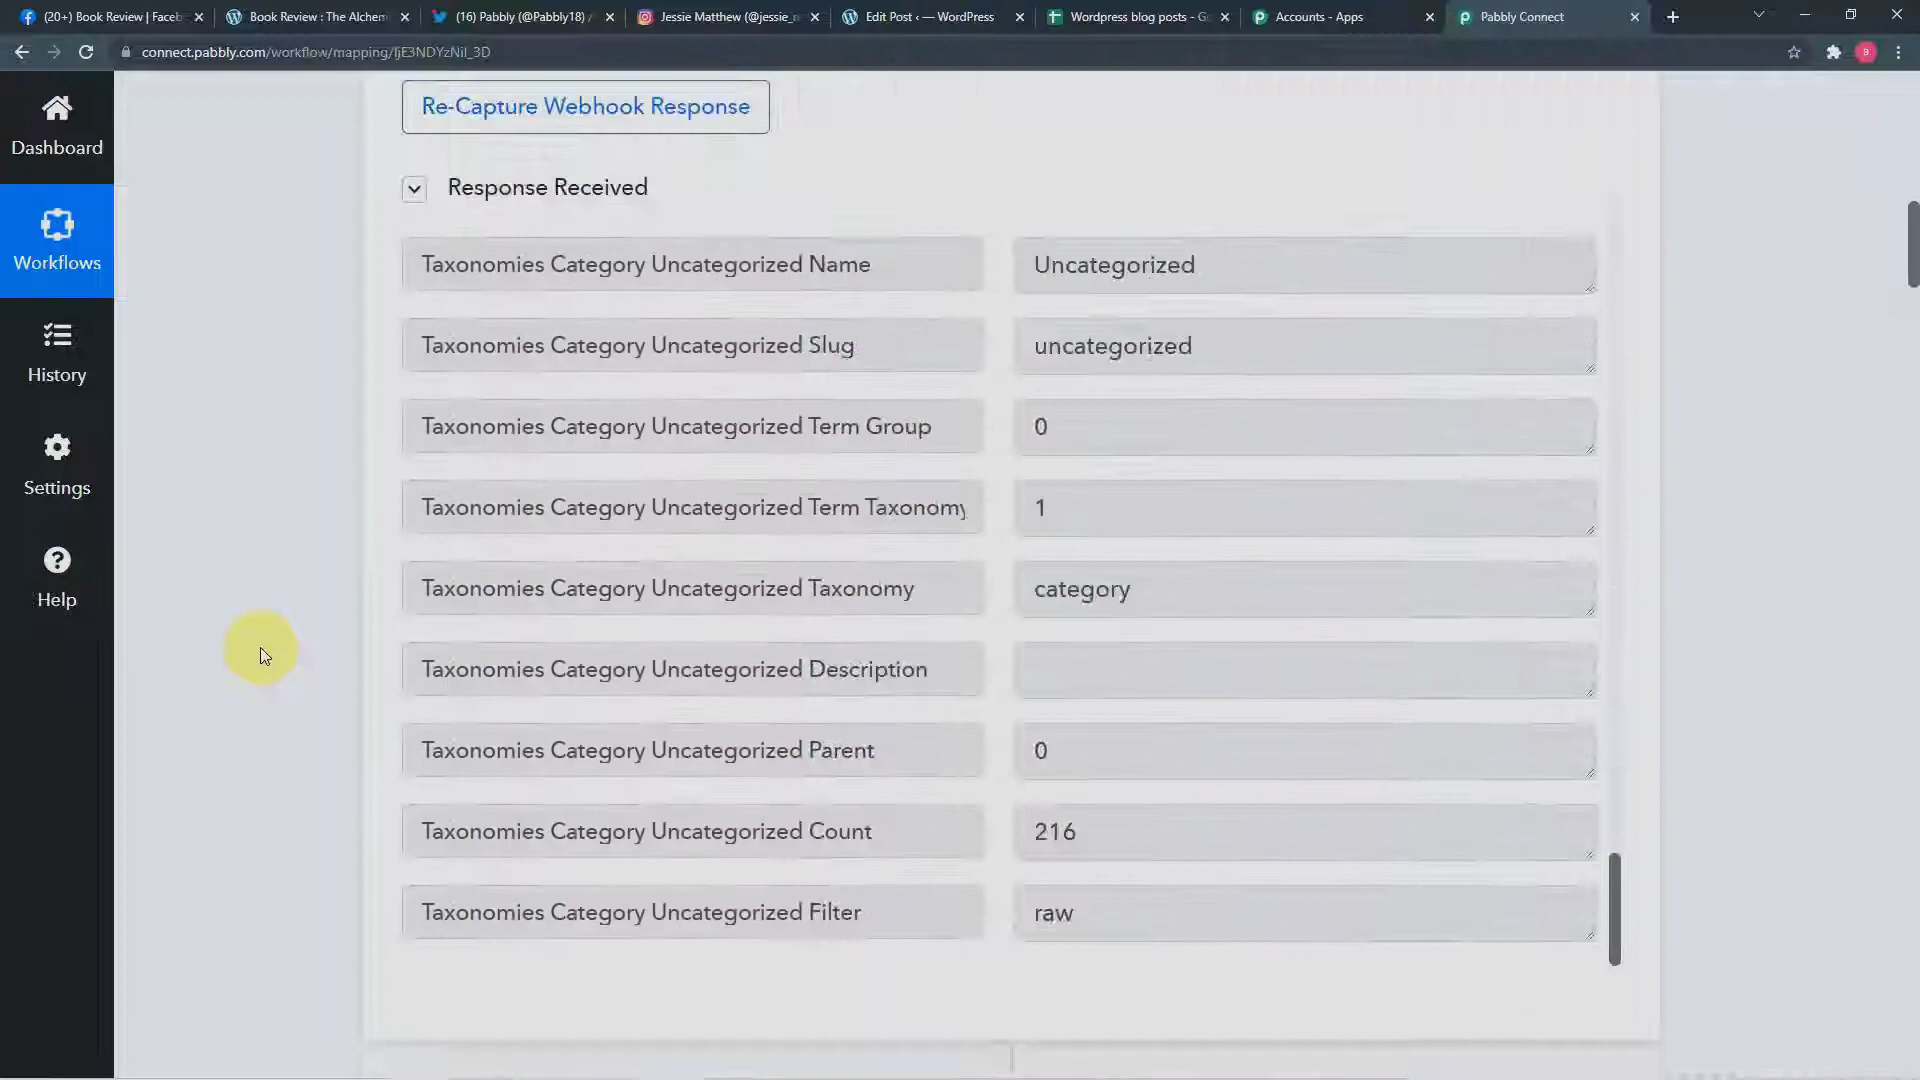 (20+) Book Review | Faceb
Book Review : The Alchem
(16) Pabbly (@Pabbly18) /
Jessie Matthew (@jessie_
Edit Post ‹ — WordPress
Wordpress blog posts - G
Accounts - Apps
Pabbly Connect
connect.pabbly.com/workflow/mapping/IjE3NDYzNiI_3D
Dashboard
Workflows
History
Settings
Help
Re-Capture Webhook Response
Response Received
Taxonomies Category Uncategorized Name
Uncategorized
Taxonomies Category Uncategorized Slug
uncategorized
Taxonomies Category Uncategorized Term Group
0
Taxonomies Category Uncategorized Term Taxonomy
1
Taxonomies Category Uncategorized Taxonomy
category
Taxonomies Category Uncategorized Description
Taxonomies Category Uncategorized Parent
0
Taxonomies Category Uncategorized Count
216
Taxonomies Category Uncategorized Filter
raw